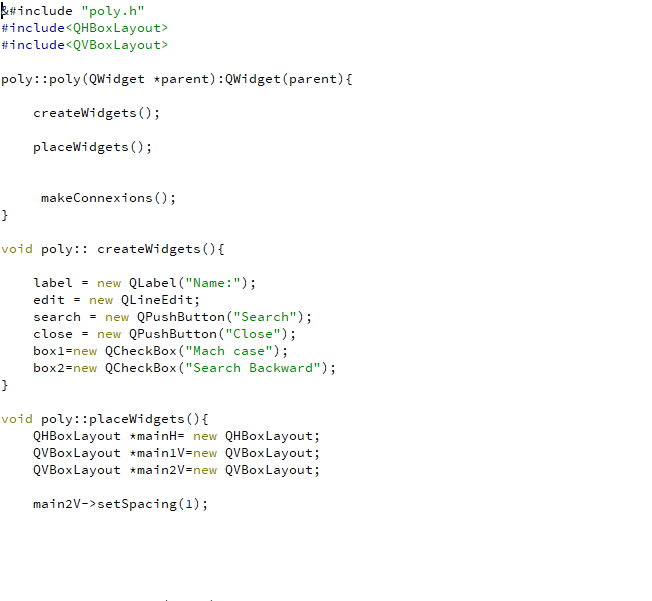 &#include "poly.h"
#include<QHBoxLayout>
#include<QVBoxLayout>
poly::poly(QWidget *parent):QWidget(parent){
createWidgets();
placeWidgets();
makeConnexions();
}
void poly:: createWidgets(){
label = new QLabel("Name:");
edit = new QLineEdit;
search = new QPushButton("Search");
close = new QPushButton("Close");
box1=new QCheckBox("Mach case");
box2=new QCheckBox("Search Backward");
}
void poly::placeWidgets(){
QHBoxLayout *mainH= new QHBoxLayout;
QVBoxLayout *main1V=new QVBoxLayout;
QVBoxLayout *main2V=new QVBoxLayout;
main2V->setSpacing(1);